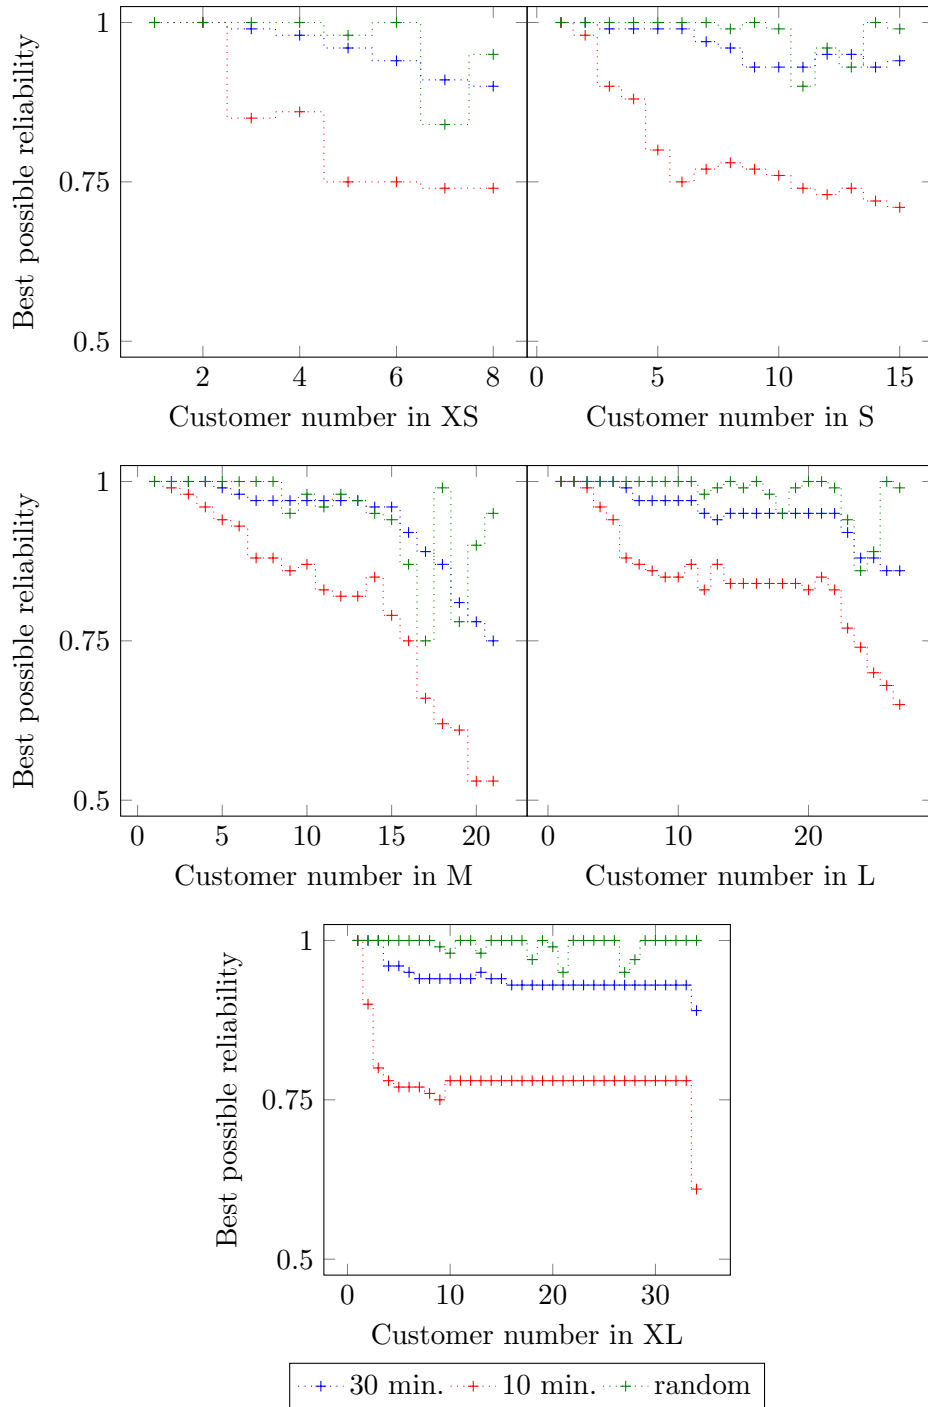 1
0.75
0.5
Best possible reliability
2 4 6 8
Customer number in XS
0 5 10 15
Customer number in S
1
0.75
0.5
Best possible reliability
0 5 10 15 20
Customer number in M
0 10 20
Customer number in L
1
0.75
0.5
Best possible reliability
0 10 20 30
Customer number in XL
30 min. 10 min. random